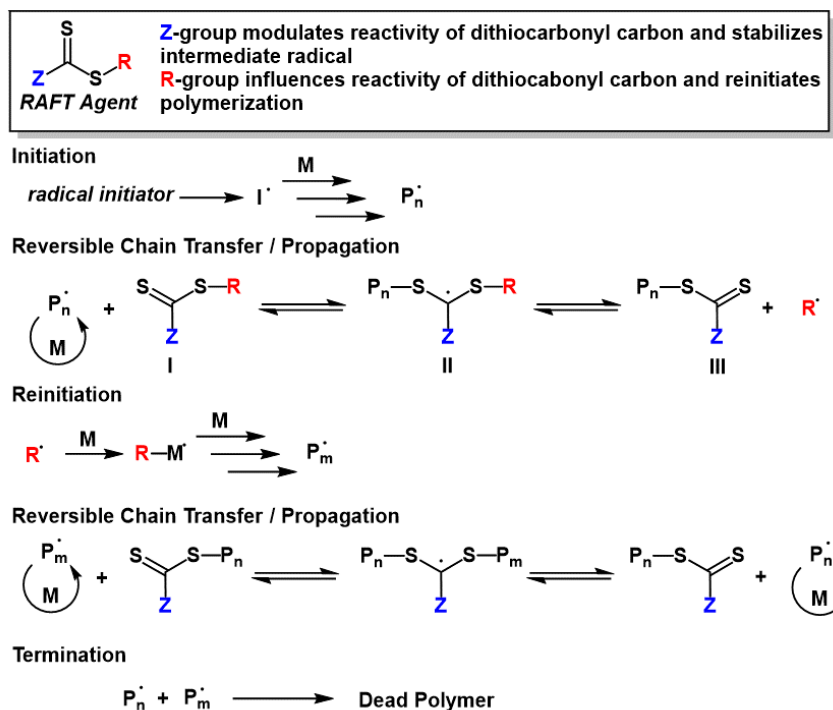 S
Z S R
RAFT Agent
Z-group modulates reactivity of dithiocarbonyl carbon and stabilizes
intermediate radical
R-group influences reactivity of dithiocabonyl carbon and reinitiates
polymerization
Initiation
radical initiator I· M Pn·
Reversible Chain Transfer / Propagation
Pn· M + S S–R Z Pn–S · S–R Z Pn–S S Z + R·
I II III
Reinitiation
R· M R–M· M Pm·
Reversible Chain Transfer / Propagation
Pm· M + S S–Pn Z Pn–S · S–Pm Z Pn–S S Z + Pn· M
Termination
Pn· + Pm· Dead Polymer